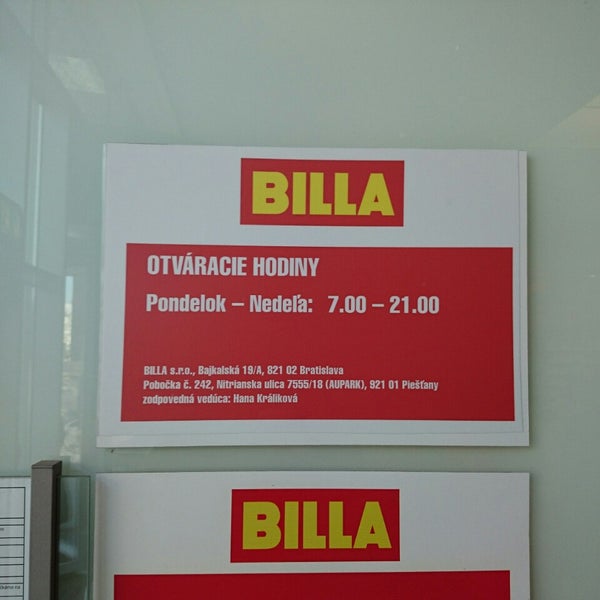 BILLA
OTVÁRACIE HODINY
Pondelok – Nedeľa: 7.00 – 21.00
BILLA s.r.o., Bajkalská 19/A, 821 02 Bratislava
Pobočka č. 242, Nitrianska ulica 7555/18 (AUPARK), 921 01 Piešťany
zodpovedná vedúca: Hana Králiková
BILLA